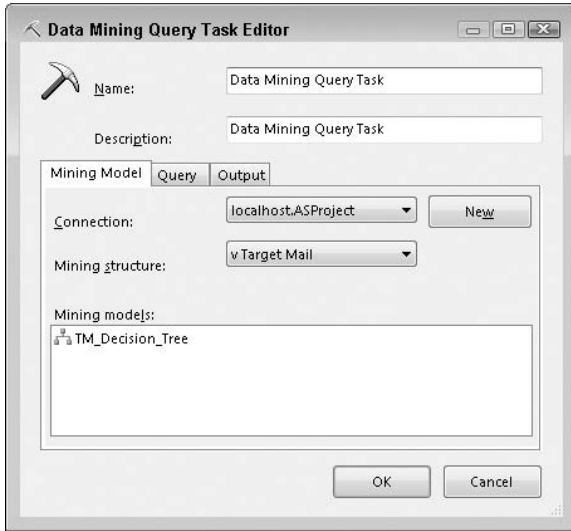 Data Mining Query Task Editor
Name:
Data Mining Query Task
Description:
Data Mining Query Task
Mining Model
Query
Output
Connection:
localhost.ASProject
New
Mining structure:
v Target Mail
Mining models:
TM_Decision_Tree
OK
Cancel